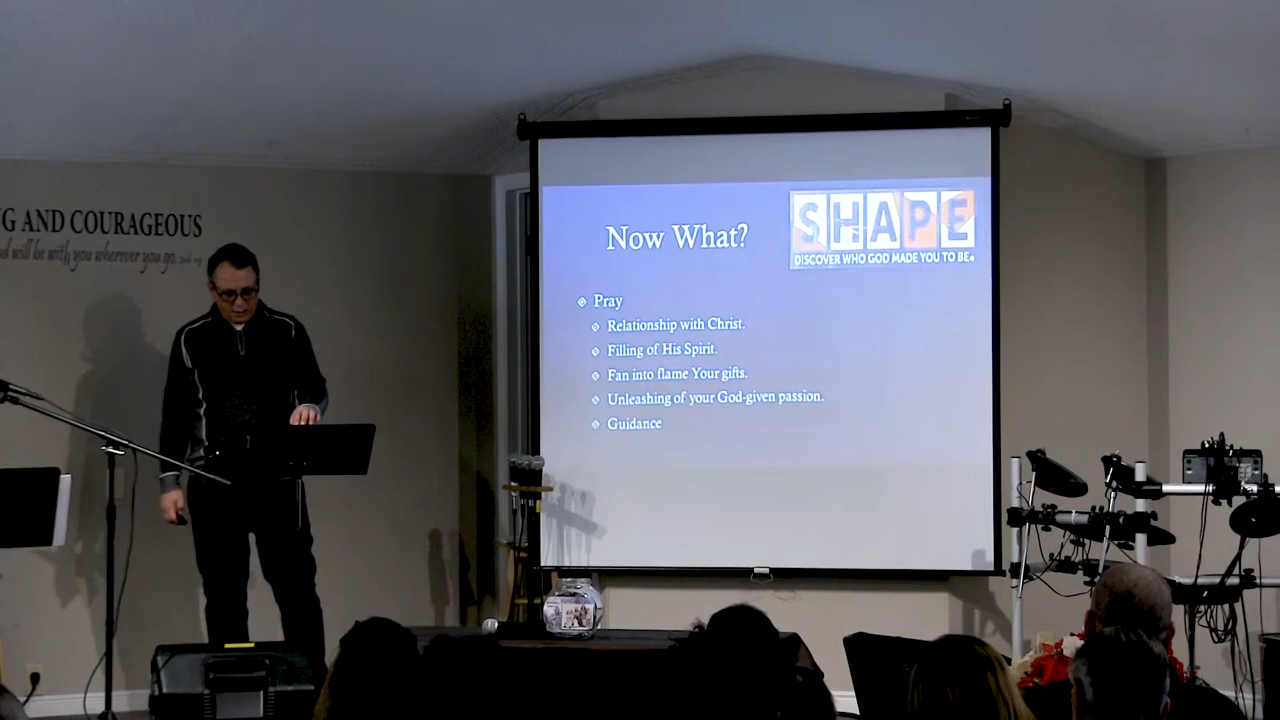 G AND COURAGEOUS
will be with you wherever you go.
Now What?
SHAPE
DISCOVER WHO GOD MADE YOU TO BE.
Pray
Relationship with Christ.
Filling of His Spirit.
Fan into flame Your gifts.
Unleashing of your God-given passion.
Guidance